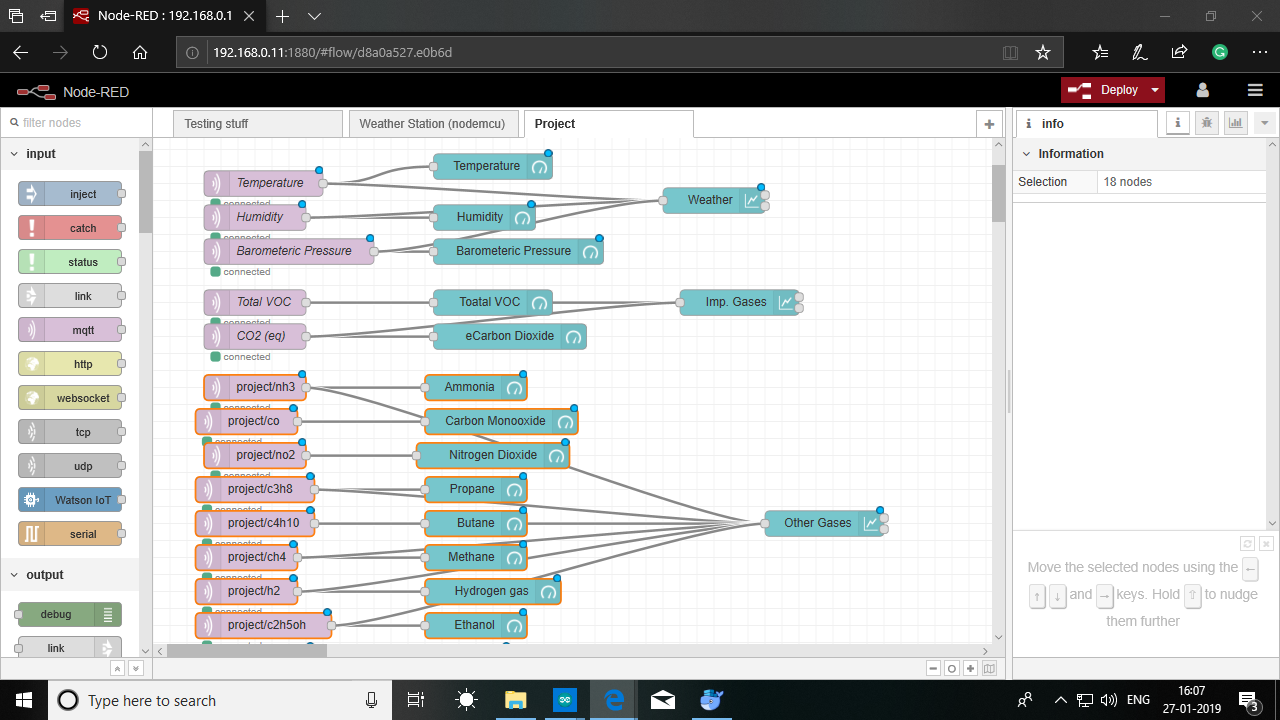 Node-RED : 192.168.0.1
192.168.0.11:1880/#flow/d8a0a527.e0b6d
Node-RED
Deploy
filter nodes
Testing stuff
Weather Station (nodemcu)
Project
info
input
inject
catch
status
link
mqtt
http
websocket
tcp
udp
Watson IoT
serial
output
debug
link
Temperature
Temperature
connected
Weather
Humidity
Humidity
Barometeric Pressure
Barometeric Pressure
connected
Total VOC
Toatal VOC
Imp. Gases
connected
CO2 (eq)
eCarbon Dioxide
connected
project/nh3
Ammonia
connected
project/co
Carbon Monooxide
connected
project/no2
Nitrogen Dioxide
connected
project/c3h8
Propane
connected
project/c4h10
Butane
Other Gases
connected
project/ch4
Methane
connected
project/h2
Hydrogen gas
connected
project/c2h5oh
Ethanol
Information
Selection
18 nodes
Move the selected nodes using the ←
↑ ↓ and → keys. Hold ⇧ to nudge
them further
Type here to search
ENG
16:07
27-01-2019
3